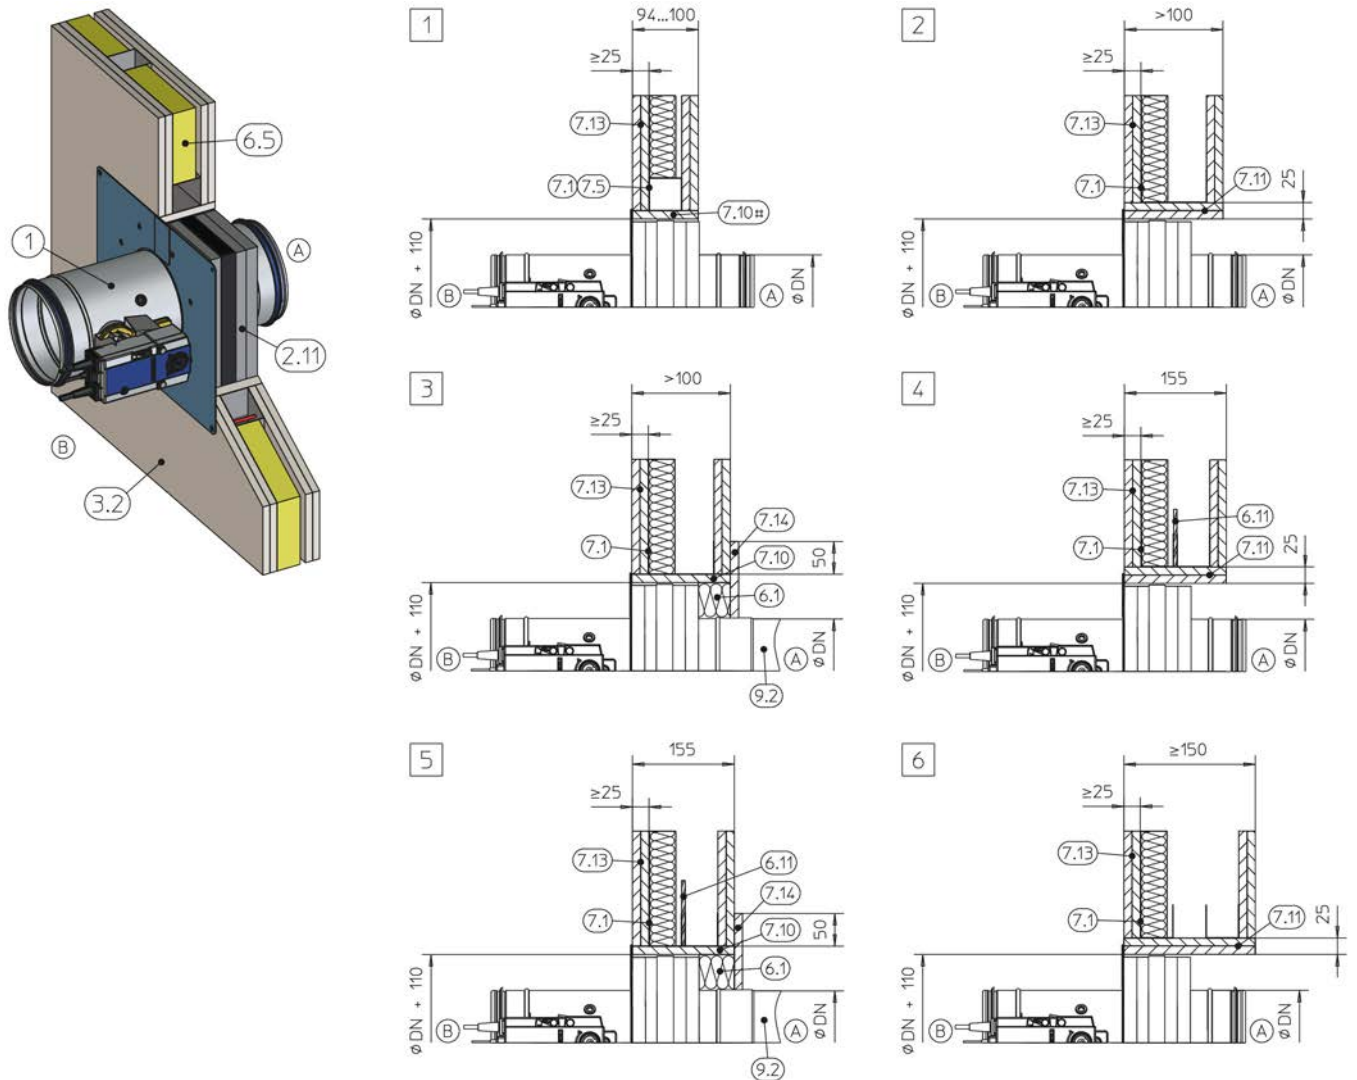 6.5
1
A
2.11
B
3.2
1
94...100
≥25
7.13
7.1 7.5
7.10⌗
Ø DN + 110
B
A
Ø DN
2
>100
≥25
7.13
7.1
7.11
25
Ø DN + 110
B
A
Ø DN
3
>100
≥25
7.13
7.14
7.1
7.10
50
6.1
Ø DN + 110
B
A
Ø DN
9.2
4
155
≥25
7.13
6.11
7.1
7.11
25
Ø DN + 110
B
A
Ø DN
5
155
≥25
7.13
6.11
7.14
7.1
7.10
50
6.1
Ø DN + 110
B
A
Ø DN
9.2
6
≥150
≥25
7.13
7.1
7.11
25
Ø DN + 110
B
A
Ø DN